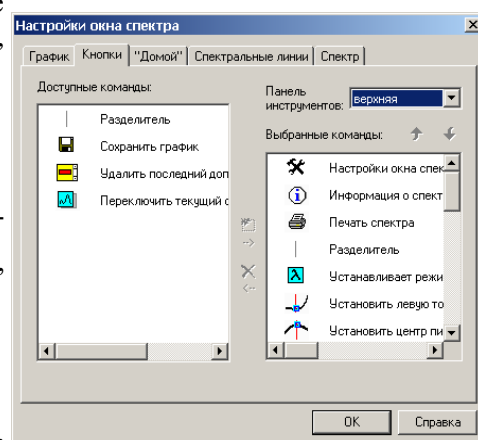 Настройки окна спектра
График Кнопки "Домой" Спектральные линии Спектр
Доступные команды:
Разделитель
Сохранить график
Удалить последний доп
Переключить текущий с
Панель инструментов: верхняя
Выбранные команды:
Настройки окна спек
Информация о спект
Печать спектра
Разделитель
Устанавливает режи
Установить левую то
Установить центр пи
OK Справка